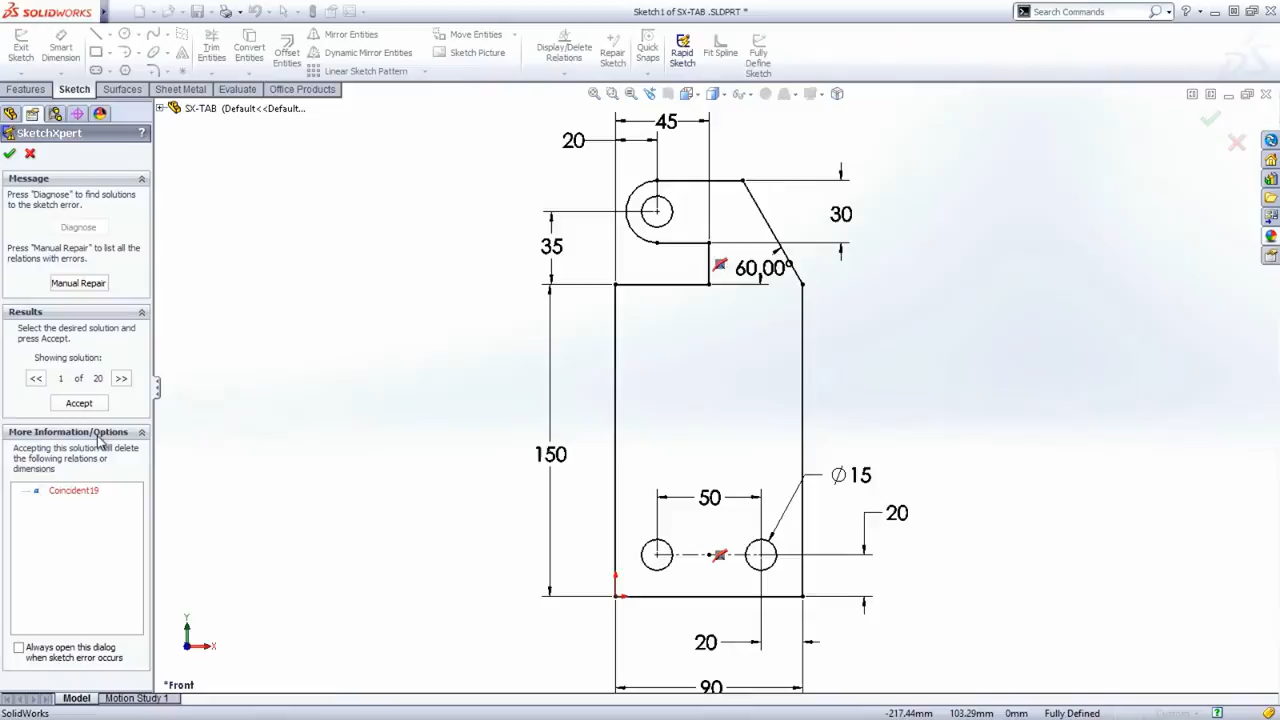 SOLIDWORKS
Sketch1 of SX-TAB .SLDPRT *
Search Commands
Exit Sketch
Smart Dimension
Trim Entities
Convert Entities
Offset Entities
Mirror Entities
Dynamic Mirror Entities
Linear Sketch Pattern
Move Entities
Sketch Picture
Display/Delete Relations
Repair Sketch
Quick Snaps
Rapid Sketch
Fit Spline
Fully Define Sketch
Features
Sketch
Surfaces
Sheet Metal
Evaluate
Office Products
SX-TAB (Default<<Default...
SketchXpert
?
Message
Press "Diagnose" to find solutions
to the sketch error.
Diagnose
Press "Manual Repair" to list all the
relations with errors.
Manual Repair
Results
Select the desired solution and
press Accept.
Showing solution:
<< 1 of 20 >>
Accept
More Information/Options
Accepting this solution will delete
the following relations or
dimensions
Coincident19
Always open this dialog
when sketch error occurs
45
20
30
35
60,00°
150
Ø15
50
20
20
90
Y
X
*Front
Model
Motion Study 1
SolidWorks
-217.44mm
103.29mm
0mm
Fully Defined